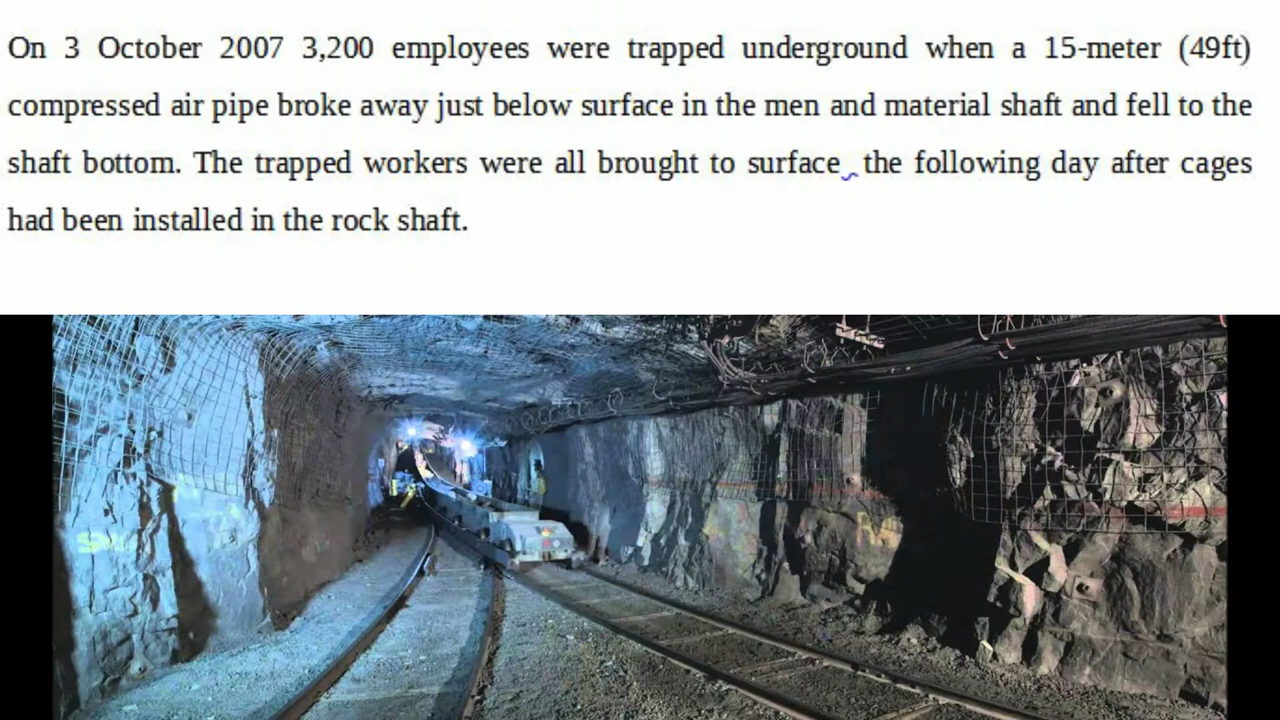 On 3 October 2007 3,200 employees were trapped underground when a 15-meter (49ft)
compressed air pipe broke away just below surface in the men and material shaft and fell to the
shaft bottom. The trapped workers were all brought to surface the following day after cages
had been installed in the rock shaft.